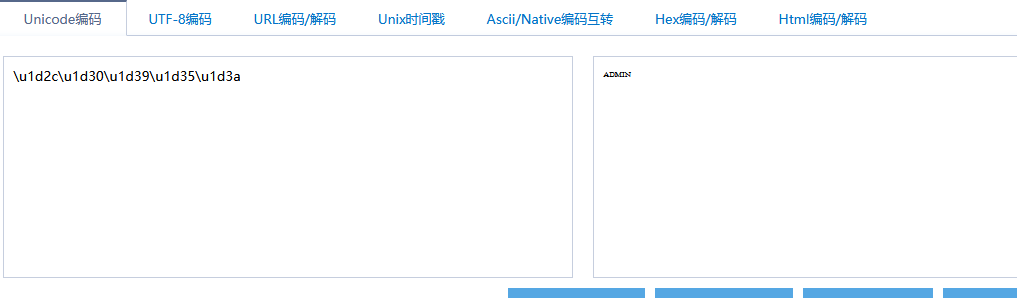 Unicode编码 UTF-8编码 URL编码/解码 Unix时间戳 Ascii/Native编码互转 Hex编码/解码 Html编码/解码
\u1d2c\u1d30\u1d39\u1d35\u1d3a
ᴬᴰᴹᴵᴺ